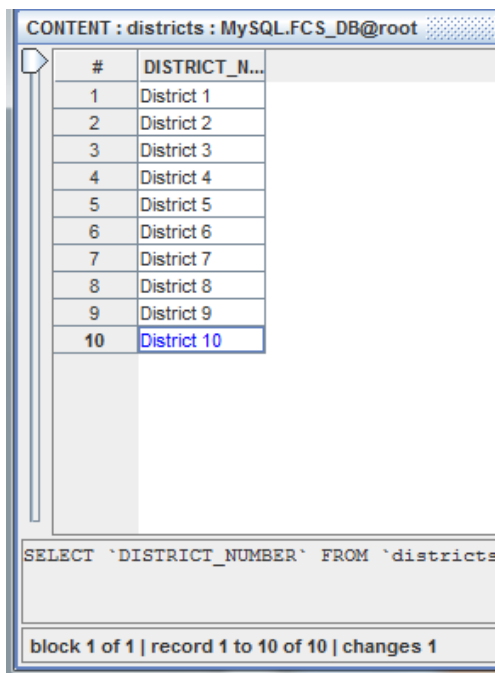 CONTENT : districts : MySQL.FCS_DB@root
# DISTRICT_N...
1 District 1
2 District 2
3 District 3
4 District 4
5 District 5
6 District 6
7 District 7
8 District 8
9 District 9
10 District 10
SELECT `DISTRICT_NUMBER` FROM `districts
block 1 of 1 | record 1 to 10 of 10 | changes 1